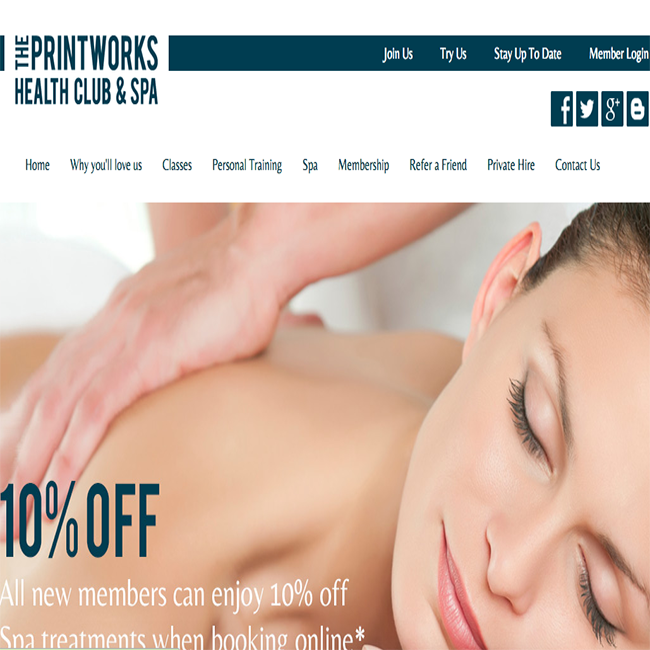 THE PRINTWORKS
HEALTH CLUB & SPA
Join Us Try Us Stay Up To Date Member Login
f g+ B
Home Why you'll love us Classes Personal Training Spa Membership Refer a Friend Private Hire Contact Us
10% OFF
All new members can enjoy 10% off
Spa treatments when booking online*